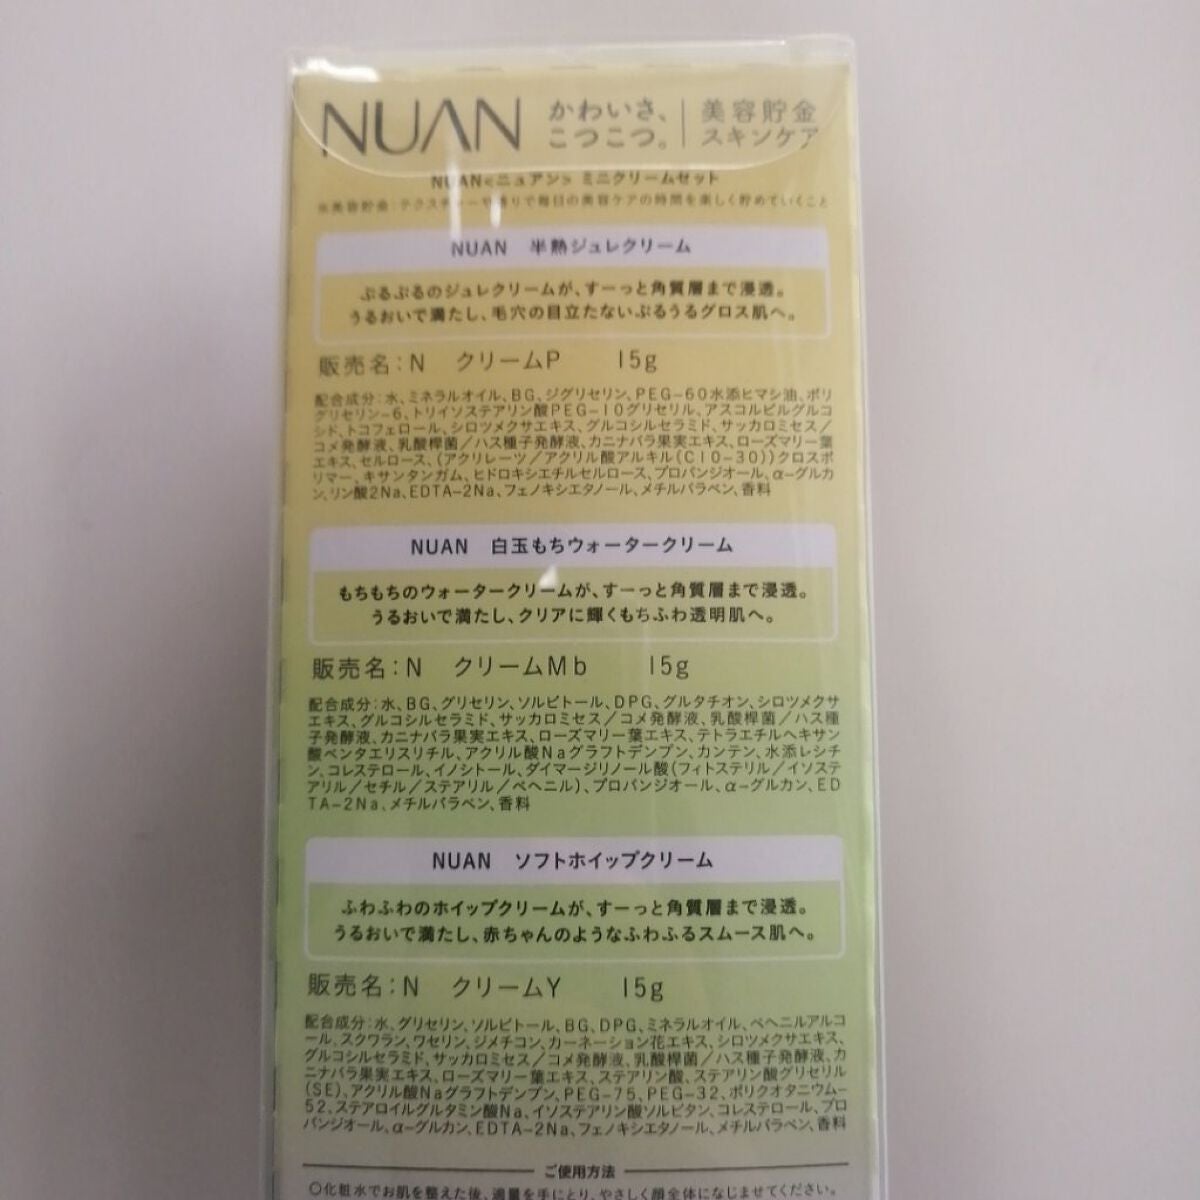 NUAN かわいさ、こつこつ。 美容貯金スキンケア
NUAN<ニュアン> ミニクリームセット
※美容貯金:テクスチャーや香りで毎日の美容ケアの時間を楽しく貯めていくこと
NUAN 半熟ジュレクリーム
ぷるぷるのジュレクリームが、すーっと角質層まで浸透。
うるおいで満たし、毛穴の目立たないぷるうるグロス肌へ。
販売名:N クリームP 15g
配合成分:水、ミネラルオイル、BG、ジグリセリン、PEG-60水添ヒマシ油、ポリ
グリセリン-6、トリイソステアリン酸PEG-10グリセリル、アスコルビルグルコ
シド、トコフェロール、シロツメクサエキス、グルコシルセラミド、サッカロミセス/
コメ発酵液、乳酸桿菌/ハス種子発酵液、カニナバラ果実エキス、ローズマリー葉
エキス、セルロース、(アクリレーツ/アクリル酸アルキル(C10-30))クロスポ
リマー、キサンタンガム、ヒドロキシエチルセルロース、プロパンジオール、α-グルカ
ン、リン酸2Na、EDTA-2Na、フェノキシエタノール、メチルパラベン、香料
NUAN 白玉もちウォータークリーム
もちもちのウォータークリームが、すーっと角質層まで浸透。
うるおいで満たし、クリアに輝くもちふわ透明肌へ。
販売名:N クリームMb 15g
配合成分:水、BG、グリセリン、ソルビトール、DPG、グルタチオン、シロツメクサ
エキス、グルコシルセラミド、サッカロミセス/コメ発酵液、乳酸桿菌/ハス種
子発酵液、カニナバラ果実エキス、ローズマリー葉エキス、テトラエチルヘキサン
酸ペンタエリスリチル、アクリル酸Naグラフトデンプン、カンテン、水添レシチ
ン、コレステロール、イノシトール、ダイマージリノール酸(フィトステリル/イソステ
アリル/セチル/ステアリル/ベヘニル)、プロパンジオール、α-グルカン、ED
TA-2Na、メチルパラベン、香料
NUAN ソフトホイップクリーム
ふわふわのホイップクリームが、すーっと角質層まで浸透。
うるおいで満たし、赤ちゃんのようなふわふるスムース肌へ。
販売名:N クリームY 15g
配合成分:水、グリセリン、ソルビトール、BG、DPG、ミネラルオイル、ベヘニルアルコ
ール、スクワラン、ワセリン、ジメチコン、カーネーション花エキス、シロツメクサエキス、
グルコシルセラミド、サッカロミセス/コメ発酵液、乳酸桿菌/ハス種子発酵液、カ
ニナバラ果実エキス、ローズマリー葉エキス、ステアリン酸、ステアリン酸グリセリル
(SE)、アクリル酸Naグラフトデンプン、PEG-75、PEG-32、ポリクオタニウム-
52、ステアロイルグルタミン酸Na、イソステアリン酸ソルビタン、コレステロール、プロ
パンジオール、α-グルカン、EDTA-2Na、フェノキシエタノール、メチルパラベン、香料
ご使用方法
○化粧水でお肌を整えた後、適量を手にとり、やさしく顔全体になじませてください。